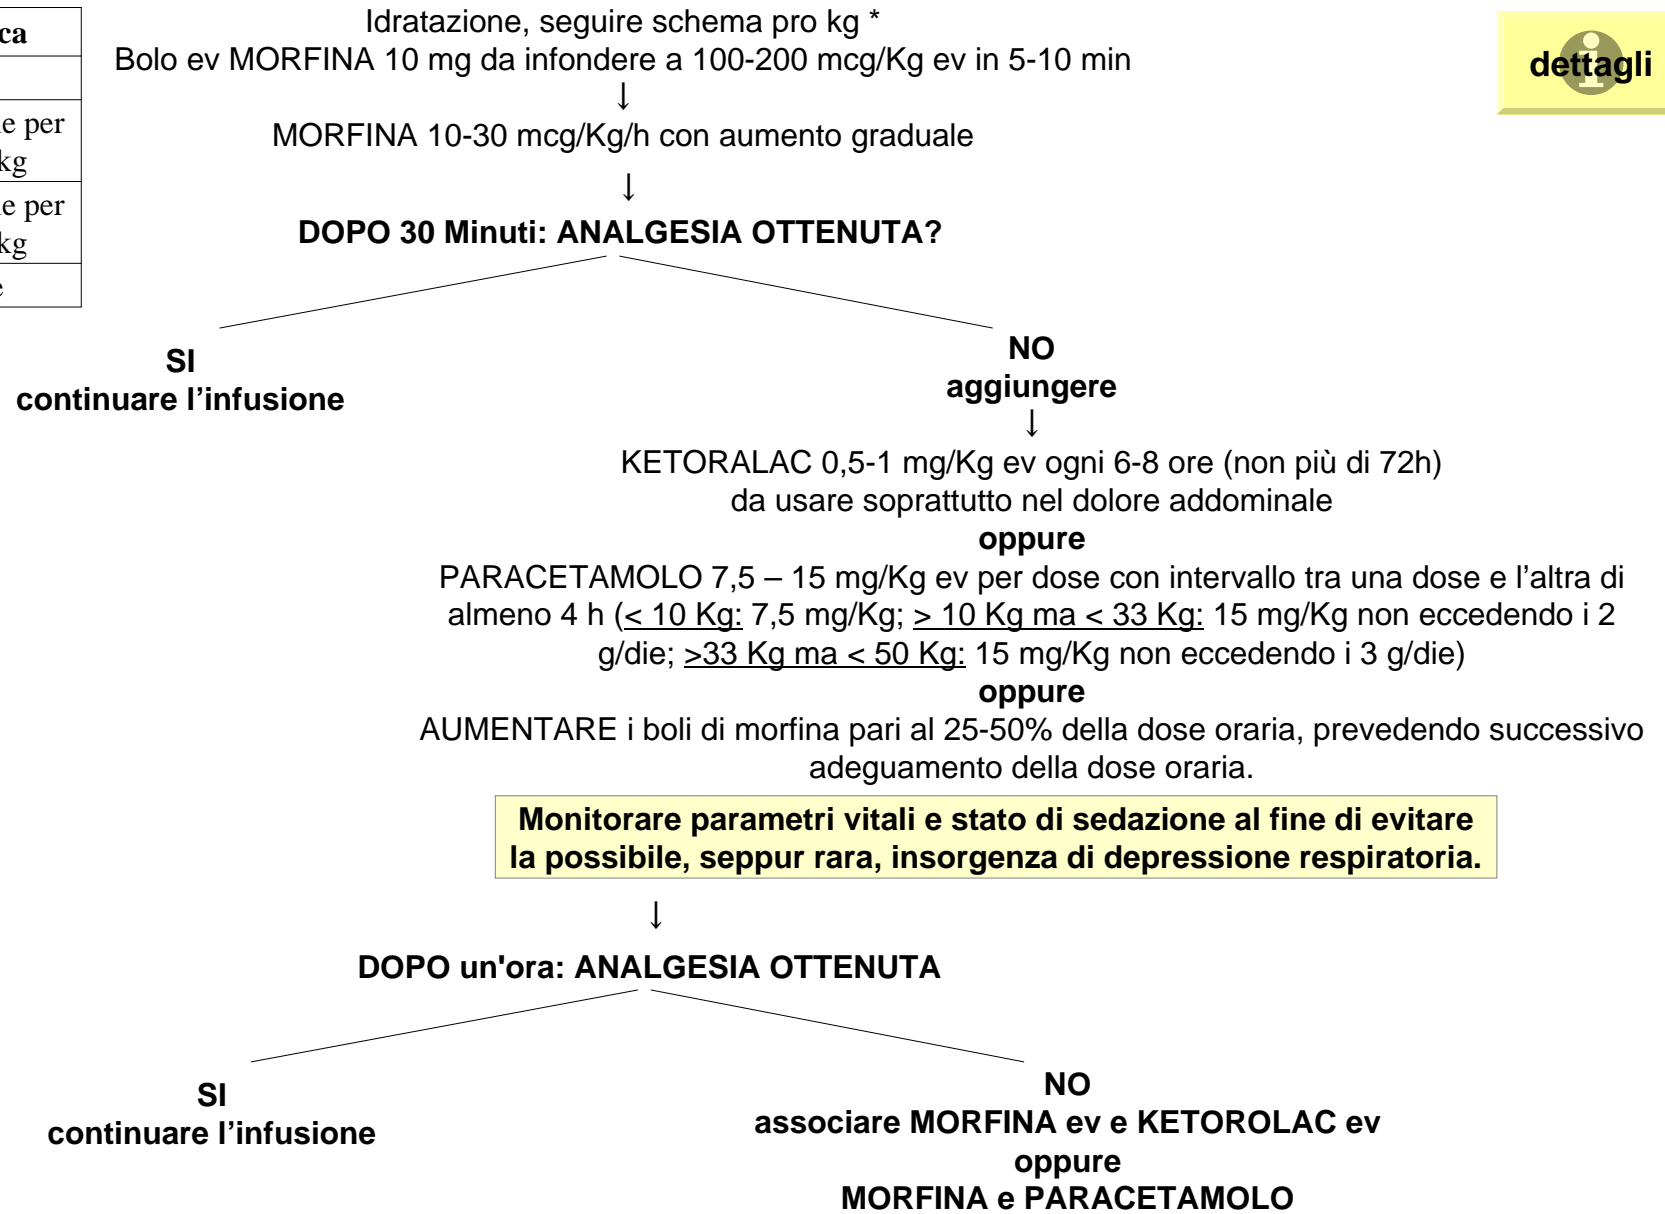 ca
e per
kg
e per
kg
e
Idratazione, seguire schema pro kg *
Bolo ev MORFINA 10 mg da infondere a 100-200 mcg/Kg ev in 5-10 min
↓
MORFINA 10-30 mcg/Kg/h con aumento graduale
↓
DOPO 30 Minuti: ANALGESIA OTTENUTA?
dettagli
SI
continuare l’infusione
NO
aggiungere
↓
KETORALAC 0,5-1 mg/Kg ev ogni 6-8 ore (non più di 72h)
da usare soprattutto nel dolore addominale
oppure
PARACETAMOLO 7,5 – 15 mg/Kg ev per dose con intervallo tra una dose e l’altra di
almeno 4 h (< 10 Kg: 7,5 mg/Kg; > 10 Kg ma < 33 Kg: 15 mg/Kg non eccedendo i 2
g/die; >33 Kg ma < 50 Kg: 15 mg/Kg non eccedendo i 3 g/die)
oppure
AUMENTARE i boli di morfina pari al 25-50% della dose oraria, prevedendo successivo
adeguamento della dose oraria.
Monitorare parametri vitali e stato di sedazione al fine di evitare
la possibile, seppur rara, insorgenza di depressione respiratoria.
↓
DOPO un'ora: ANALGESIA OTTENUTA
SI
continuare l’infusione
NO
associare MORFINA ev e KETOROLAC ev
oppure
MORFINA e PARACETAMOLO